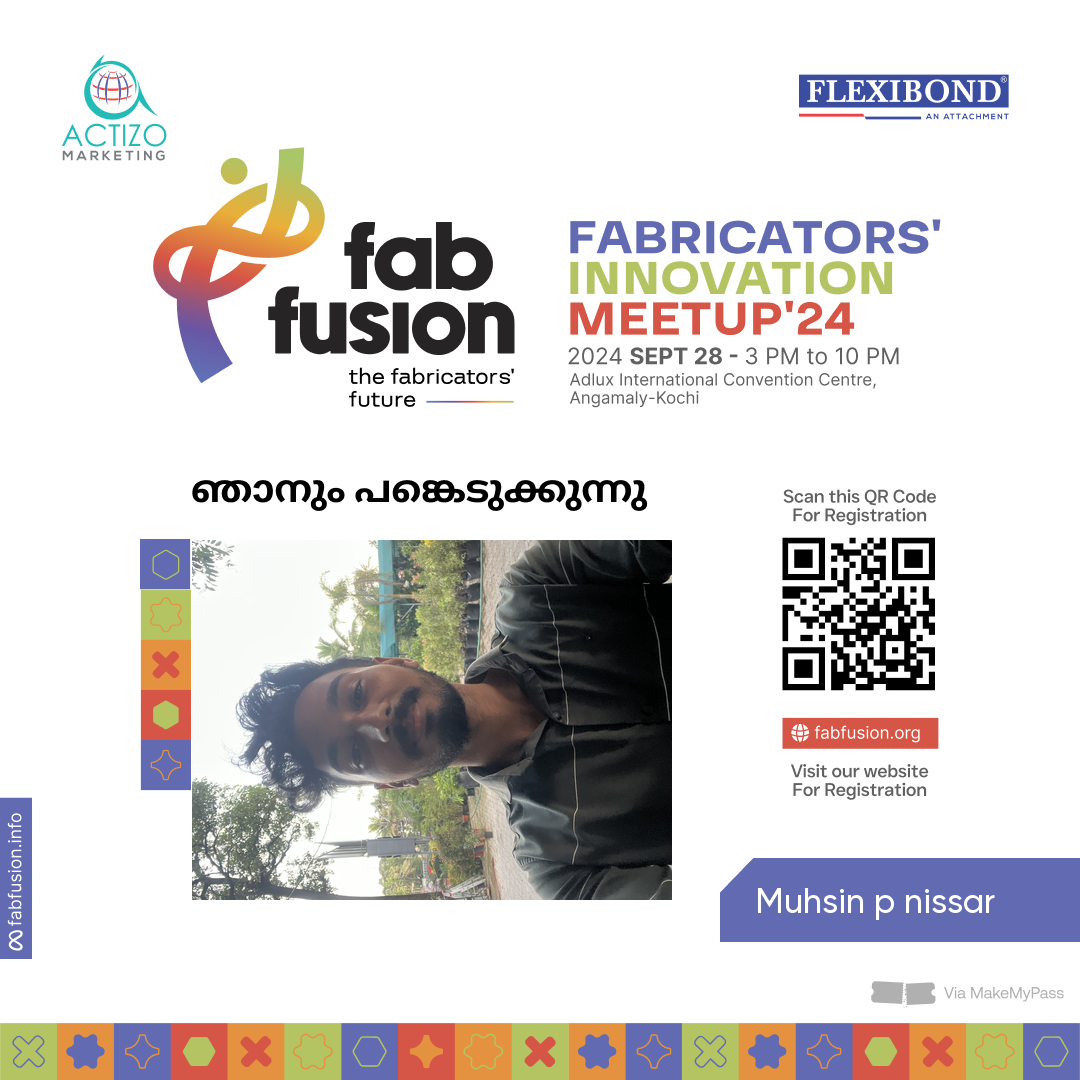 ACTIZO
MARKETING
FLEXIBOND®
AN ATTACHMENT
fab
fusion
the fabricators'
future
FABRICATORS'
INNOVATION
MEETUP'24
2024 SEPT 28 - 3 PM to 10 PM
Adlux International Convention Centre,
Angamaly-Kochi
ഞാനും പങ്കെടുക്കുന്നു
Scan this QR Code
For Registration
fabfusion.org
Visit our website
For Registration
fabfusion.info
Muhsin p nissar
Via MakeMyPass